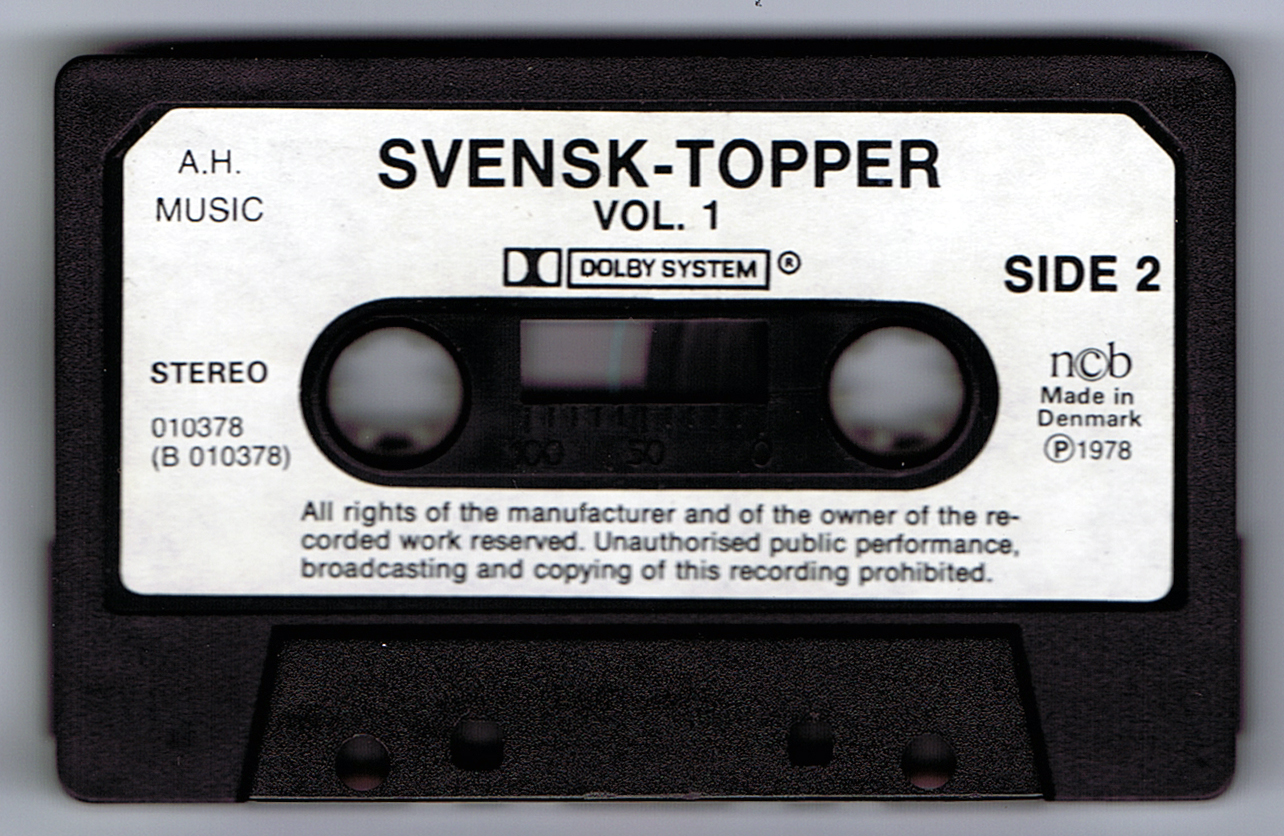 A.H.
MUSIC
SVENSK-TOPPER
VOL. 1
DOLBY SYSTEM ®
SIDE 2
STEREO
010378
(B 010378)
100 50 0
ncb
Made in
Denmark
℗1978
All rights of the manufacturer and of the owner of the re-
corded work reserved. Unauthorised public performance,
broadcasting and copying of this recording prohibited.